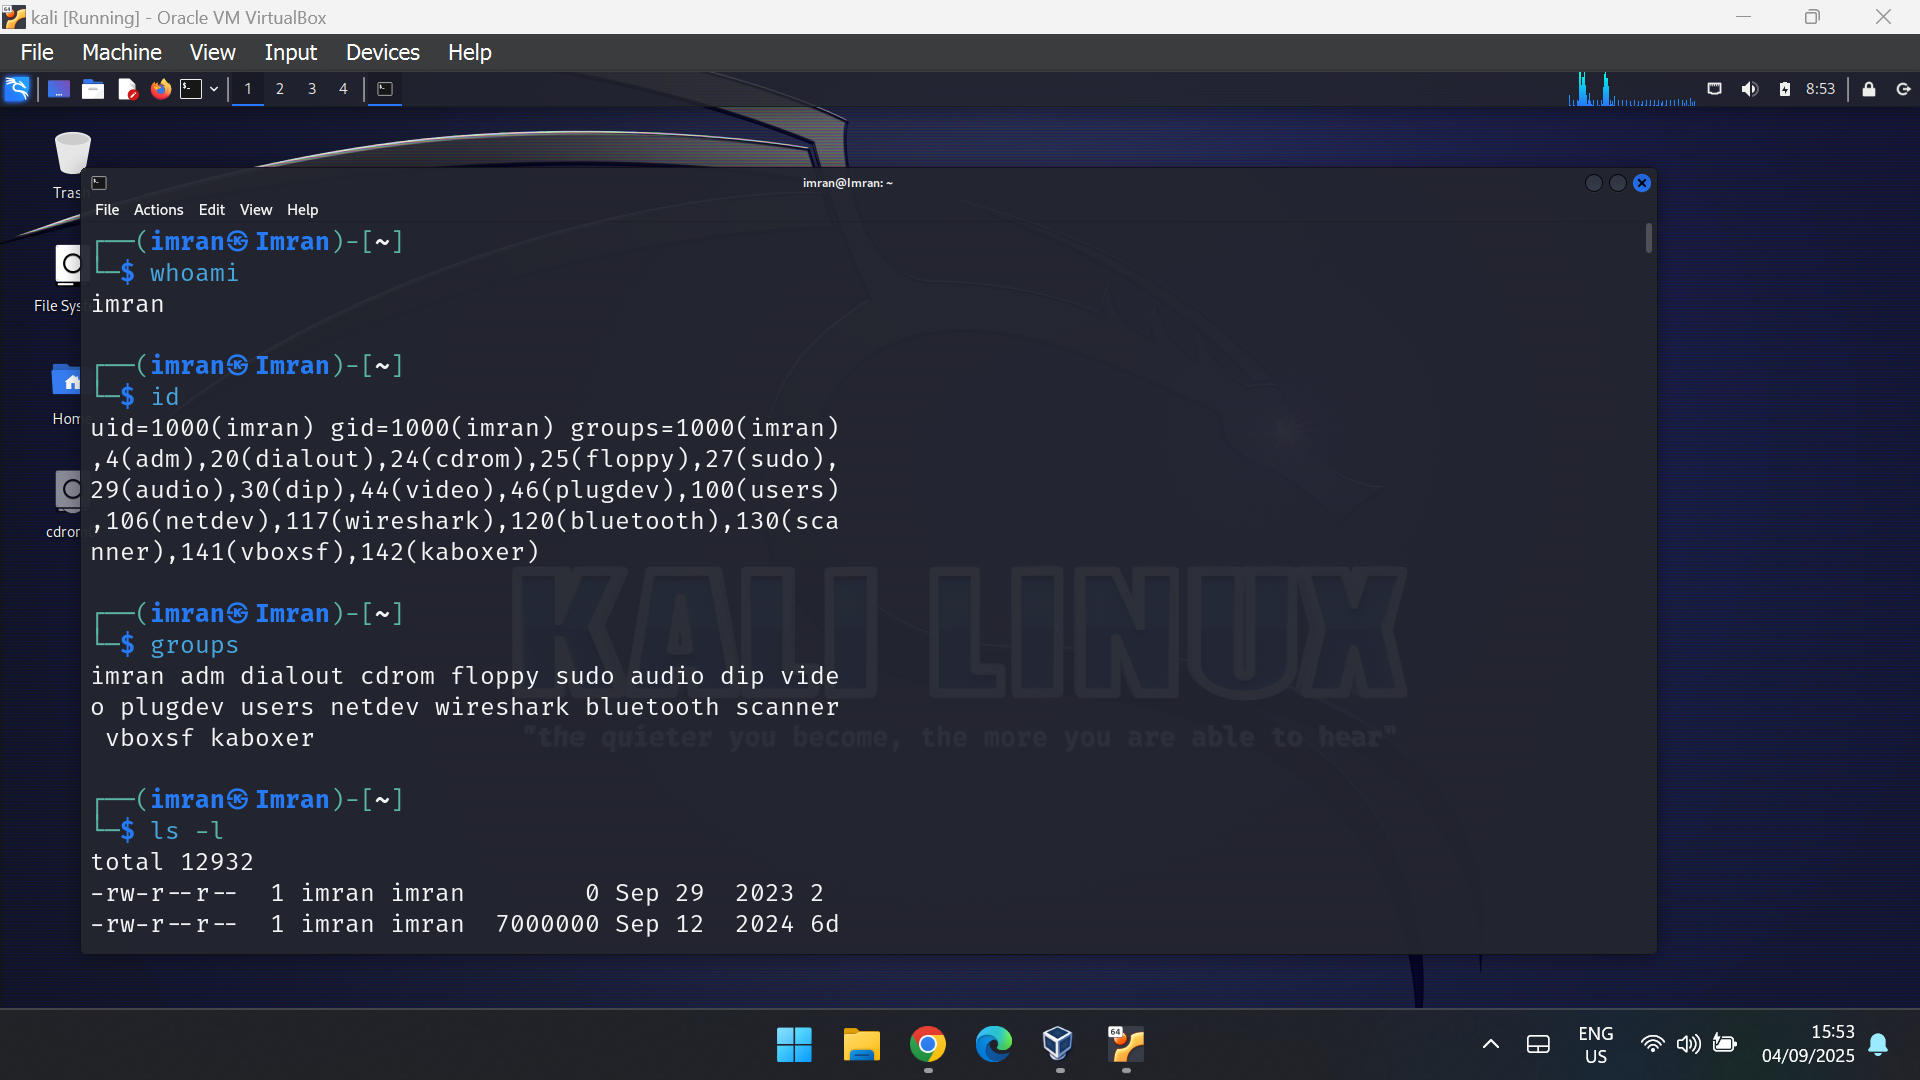 kali [Running] - Oracle VM VirtualBox
File Machine View Input Devices Help
1 2 3 4 8:53
Trash
File Sys
Hom
cdrom
imran@Imran: ~
File Actions Edit View Help
┌──(imran㉿Imran)-[~]
└─$ whoami
imran
┌──(imran㉿Imran)-[~]
└─$ id
uid=1000(imran) gid=1000(imran) groups=1000(imran)
,4(adm),20(dialout),24(cdrom),25(floppy),27(sudo),
29(audio),30(dip),44(video),46(plugdev),100(users)
,106(netdev),117(wireshark),120(bluetooth),130(sca
nner),141(vboxsf),142(kaboxer)
┌──(imran㉿Imran)-[~]
└─$ groups
imran adm dialout cdrom floppy sudo audio dip vide
o plugdev users netdev wireshark bluetooth scanner
 vboxsf kaboxer
┌──(imran㉿Imran)-[~]
└─$ ls -l
total 12932
-rw-r--r--  1 imran imran        0 Sep 29  2023 2
-rw-r--r--  1 imran imran  7000000 Sep 12  2024 6d
KALI LINUX
"the quieter you become, the more you are able to hear"
64
ENG
US
15:53
04/09/2025